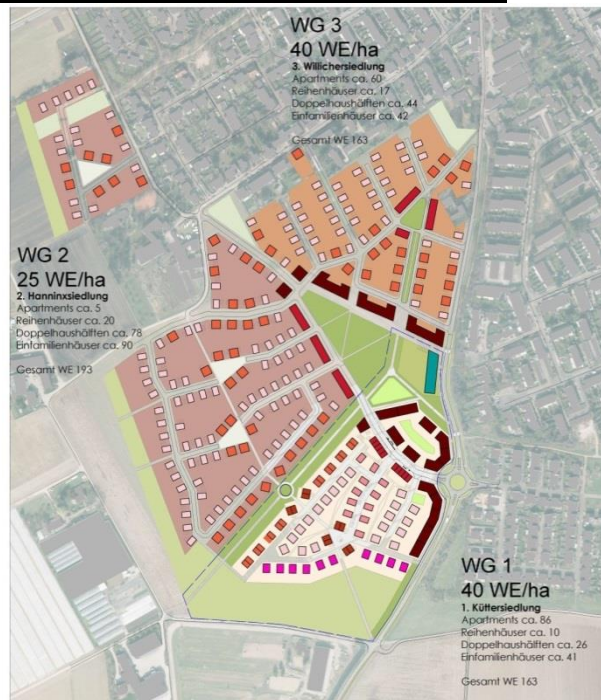 WG 3
40 WE/ha
3. Willichersiedlung
Apartments ca. 60
Reihenhäuser ca. 17
Doppelhaushälften ca. 44
Einfamilienhäuser ca. 42
Gesamt WE 163
WG 2
25 WE/ha
2. Hanninxsiedlung
Apartments ca. 5
Reihenhäuser ca. 20
Doppelhaushälften ca. 78
Einfamilienhäuser ca. 90
Gesamt WE 193
WG 1
40 WE/ha
1. Küttersiedlung
Apartments ca. 86
Reihenhäuser ca. 10
Doppelhaushälften ca. 26
Einfamilienhäuser ca. 41
Gesamt WE 163